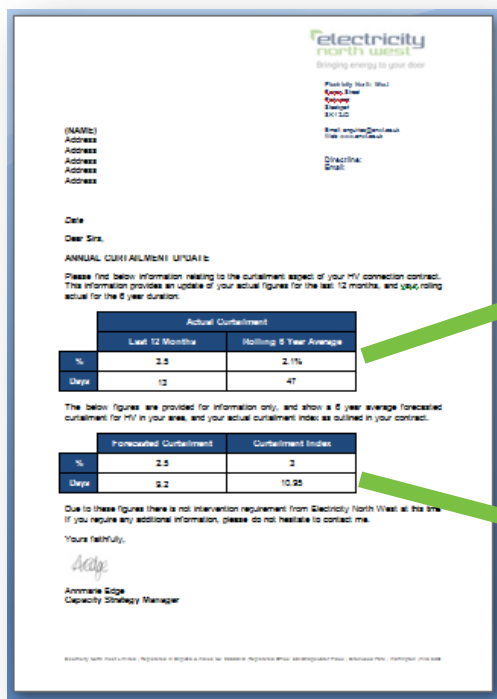 electricity
north west
Bringing energy to your door
Electricity North West
Stockport
(NAME)
Address
Address
Address
Address
Address
Directline:
Email:
Date
Dear Sirs,
ANNUAL CURTAILMENT UPDATE
Please find below information relating to the curtailment aspect of your HV connection contract.
This information provides an update of your actual figures for the last 12 months, and your rolling
actual for the 6 year duration:
Actual Curtailment
Last 12 Months Rolling 6 Year Average
% 3.5 2.1%
Days 13 47
The below figures are provided for information only, and show a 6 year average forecasted
curtailment for HV in your area, and your actual curtailment index as outlined in your contract.
Forecasted Curtailment Curtailment Index
% 2.5 3
Days 9.2 10.95
Due to these figures there is not intervention requirement from Electricity North West at this time
If you require any additional information, please do not hesitate to contact me.
Yours faithfully,
AEdge
Annmarie Edge
Capacity Strategy Manager